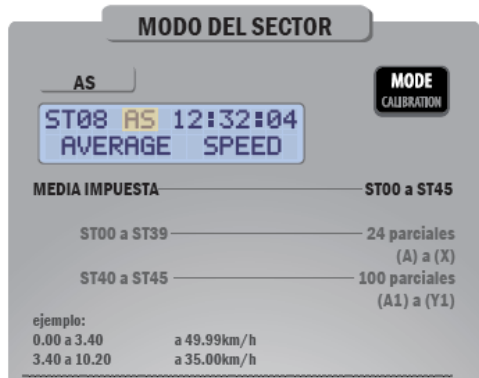 MODO DEL SECTOR
AS
MODE
CALIBRATION
ST08 AS 12:32:04
AVERAGE SPEED
MEDIA IMPUESTA ST00 a ST45
ST00 a ST39 24 parciales
(A) a (X)
ST40 a ST45 100 parciales
(A1) a (Y1)
ejemplo:
0.00 a 3.40 a 49.99km/h
3.40 a 10.20 a 35.00km/h